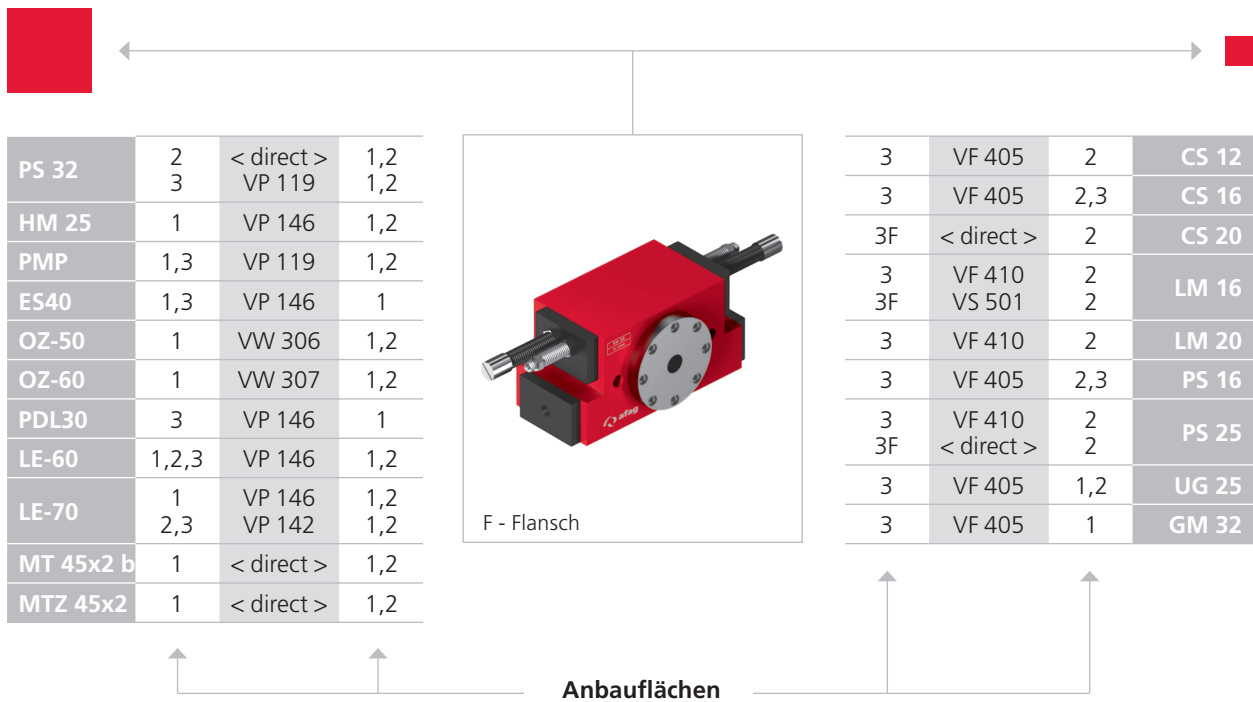 PS 32 2 < direct > 1,2
3 VP 119 1,2
HM 25 1 VP 146 1,2
PMP 1,3 VP 119 1,2
ES40 1,3 VP 146 1
OZ-50 1 VW 306 1,2
OZ-60 1 VW 307 1,2
PDL30 3 VP 146 1
LE-60 1,2,3 VP 146 1,2
LE-70 1 VP 146 1,2
2,3 VP 142 1,2
MT 45x2 b 1 < direct > 1,2
MTZ 45x2 1 < direct > 1,2
afag
F - Flansch
3 VF 405 2 CS 12
3 VF 405 2,3 CS 16
3F < direct > 2 CS 20
3 VF 410 2 LM 16
3F VS 501 2
3 VF 410 2 LM 20
3 VF 405 2,3 PS 16
3 VF 410 2 PS 25
3F < direct > 2
3 VF 405 1,2 UG 25
3 VF 405 1 GM 32
Anbauflächen